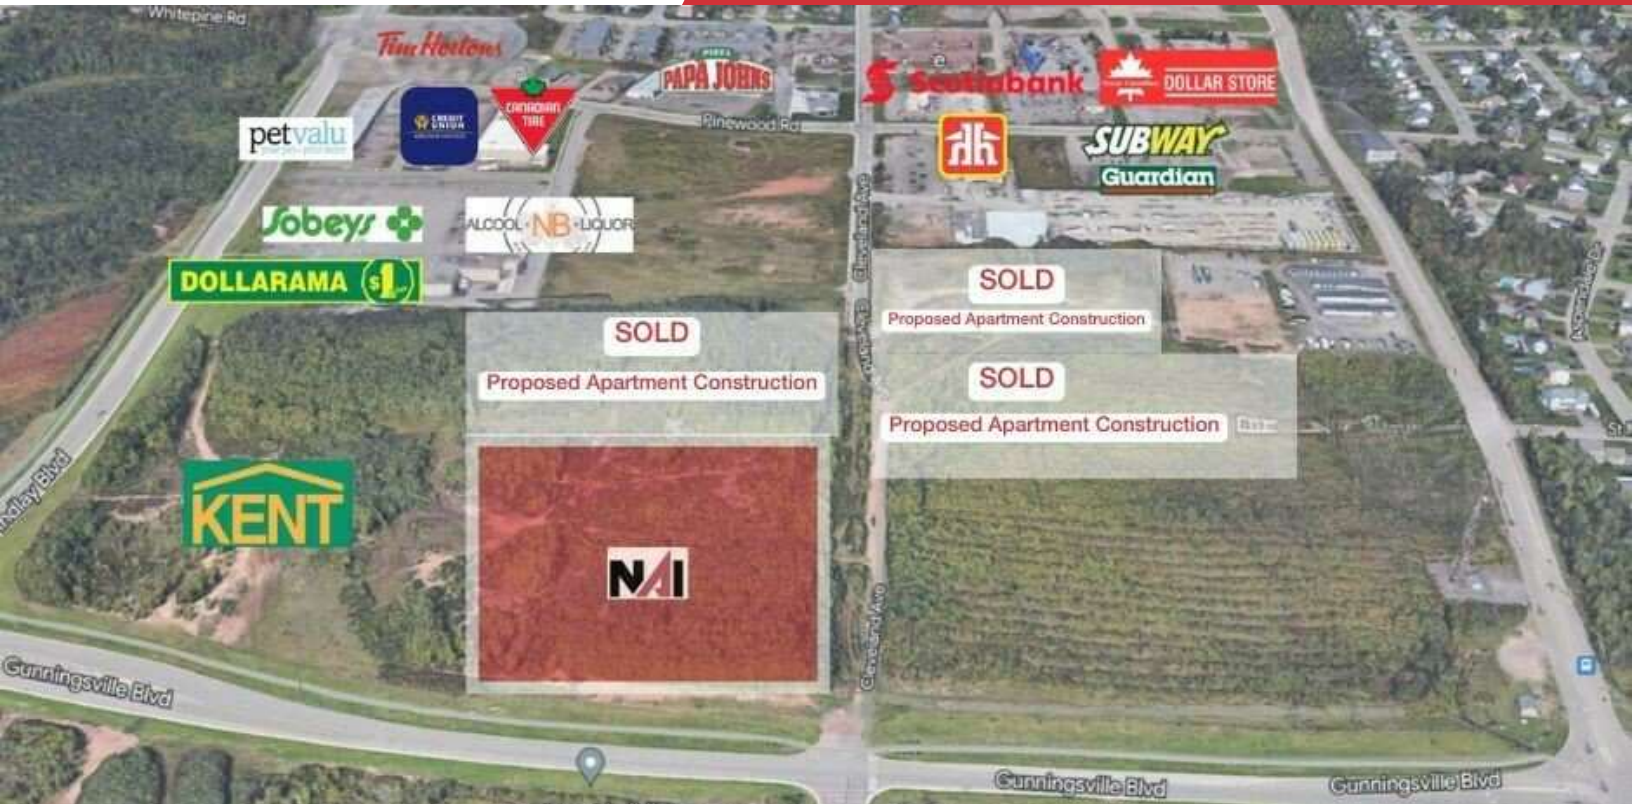 Whitepine Rd
Tim Hortons
PIZZA
PAPA JOHNS
Scotiabank
DOLLAR STORE
CANADIAN
TIRE
CREDIT
UNION
petvalu
Pinewood Rd
SUBWAY
Guardian
Cleveland Ave
Sobeys
ALCOOL NB LIQUOR
DOLLARAMA $1
SOLD
Proposed Apartment Construction
SOLD
Proposed Apartment Construction
SOLD
Proposed Apartment Construction
KENT
NAI
Cleveland Ave
Gunningsville Blvd
Gunningsville Blvd
Gunningsville Blvd